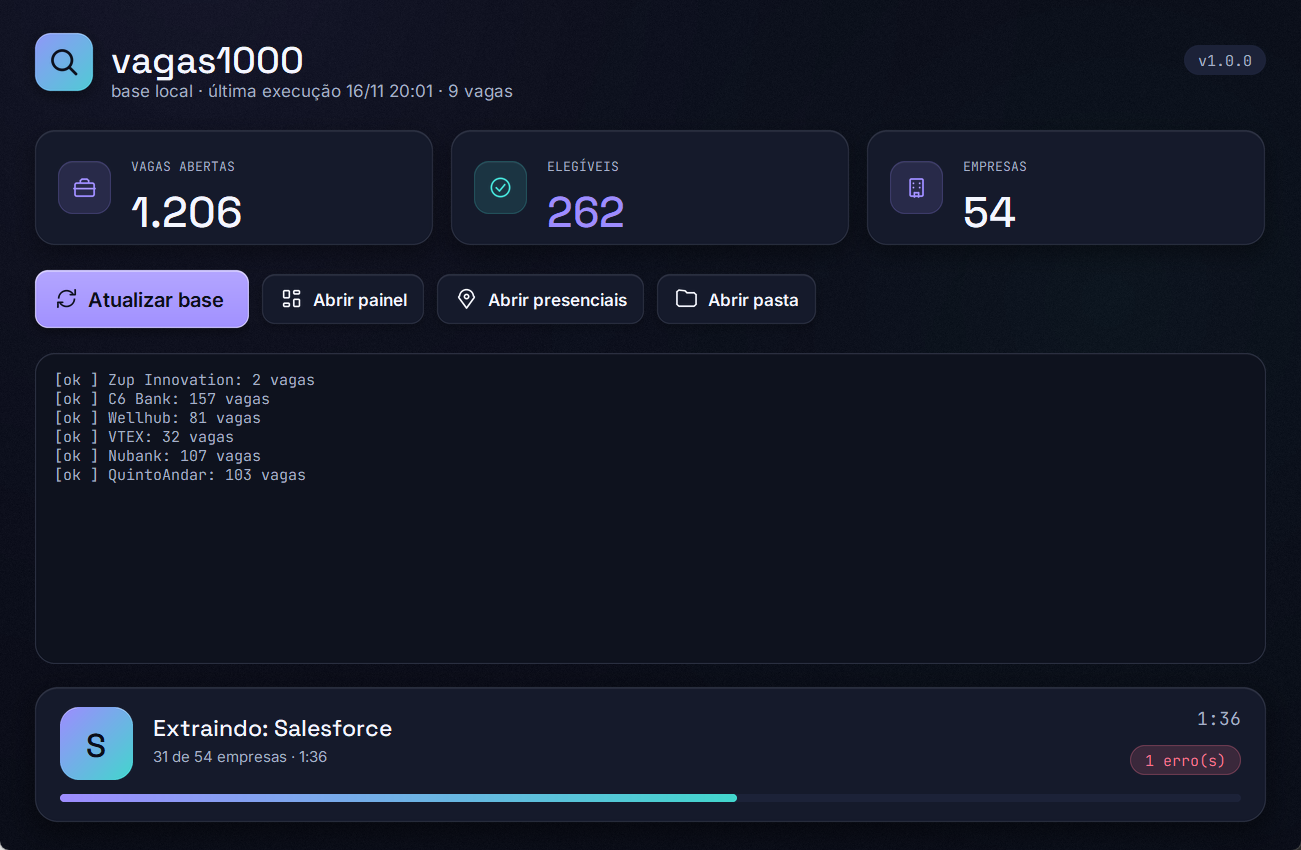 vagas1000
base local · última execução 16/11 20:01 · 9 vagas
v1.0.0
VAGAS ABERTAS
1.206
ELEGÍVEIS
262
EMPRESAS
54
Atualizar base
Abrir painel
Abrir presenciais
Abrir pasta
[ok ] Zup Innovation: 2 vagas
[ok ] C6 Bank: 157 vagas
[ok ] Wellhub: 81 vagas
[ok ] VTEX: 32 vagas
[ok ] Nubank: 107 vagas
[ok ] QuintoAndar: 103 vagas
S
Extraindo: Salesforce
31 de 54 empresas · 1:36
1:36
1 erro(s)